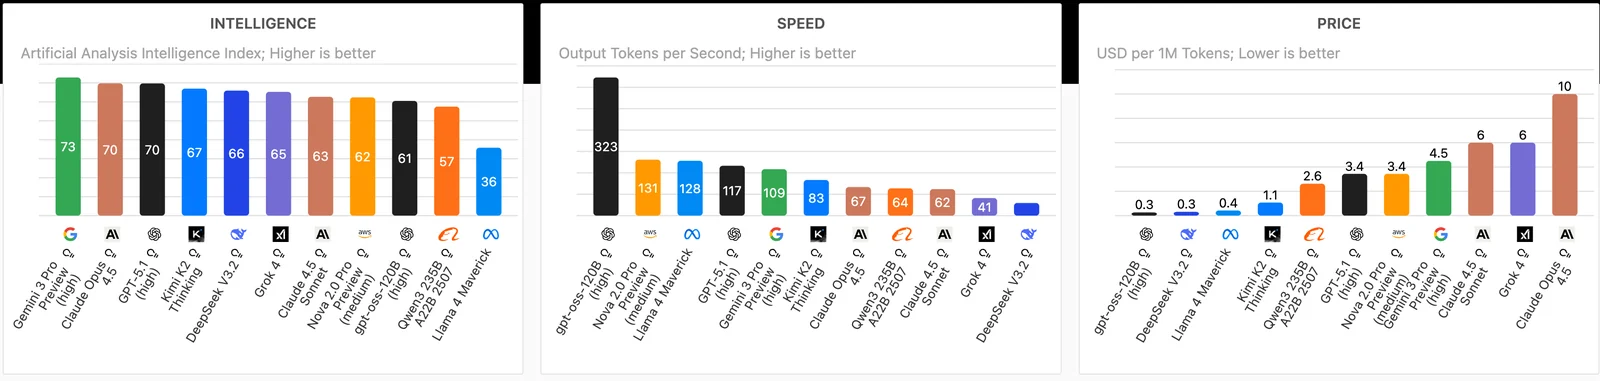 INTELLIGENCE
Artificial Analysis Intelligence Index; Higher is better
73
70
70
67
66
65
63
62
61
57
36
aws
Gemini 3 Pro
Preview
(high)
Claude Opus
4.5
GPT-5.1
(high)
Kimi K2
Thinking
DeepSeek V3.2
Grok 4
Claude 4.5
Sonnet
Nova 2.0 Pro
Preview
(medium)
gpt-oss-120B
(high)
Qwen3 235B
A22B 2507
Llama 4 Maverick
SPEED
Output Tokens per Second; Higher is better
323
131
128
117
109
83
67
64
62
41
aws
gpt-oss-120B
(high)
Nova 2.0 Pro
Preview
(medium)
Llama 4 Maverick
GPT-5.1
(high)
Gemini 3 Pro
Preview
(high)
Kimi K2
Thinking
Claude Opus
4.5
Qwen3 235B
A22B 2507
Claude 4.5
Sonnet
Grok 4
DeepSeek V3.2
PRICE
USD per 1M Tokens; Lower is better
0.3
0.3
0.4
1.1
2.6
3.4
3.4
4.5
6
6
10
aws
gpt-oss-120B
(high)
DeepSeek V3.2
Llama 4 Maverick
Kimi K2
Thinking
Qwen3 235B
A22B 2507
GPT-5.1
(high)
Nova 2.0 Pro
Preview
(medium)
Gemini 3 Pro
Preview
(high)
Claude 4.5
Sonnet
Grok 4
Claude Opus
4.5